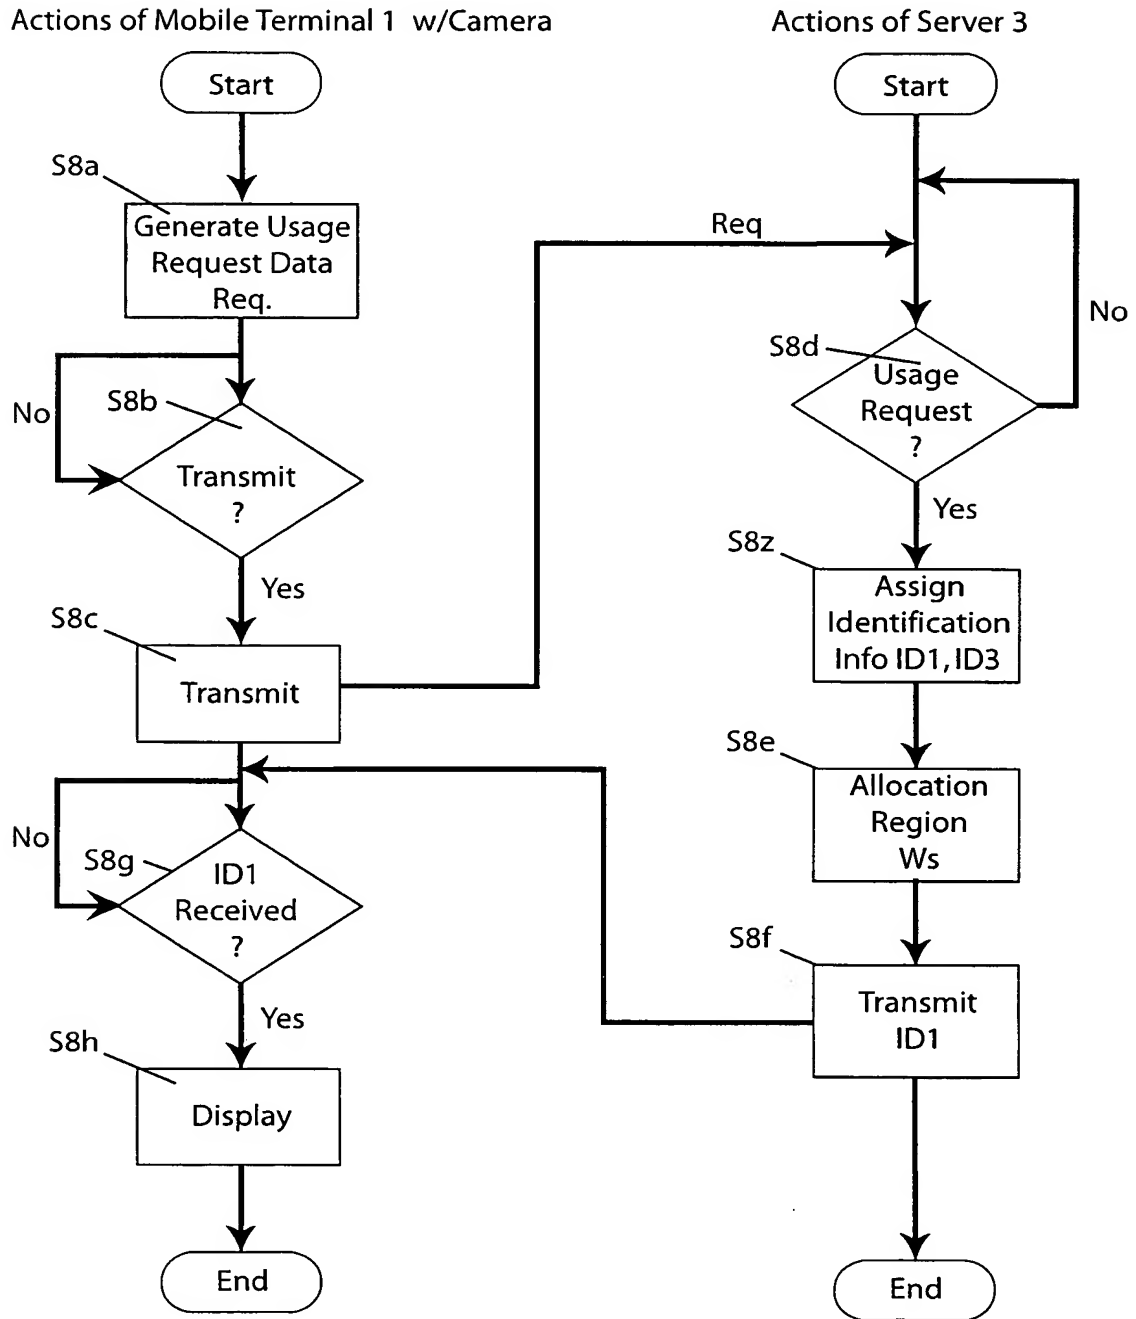 Actions of Mobile Terminal 1 w/Camera
Start
S8a
Generate Usage
Request Data
Req.
No
S8b
Transmit
?
Yes
S8c
Transmit
No
S8g
ID1
Received
?
Yes
S8h
Display
End
Actions of Server 3
Start
Req
No
S8d
Usage
Request
?
Yes
S8z
Assign
Identification
Info ID1, ID3
S8e
Allocation
Region
Ws
S8f
Transmit
ID1
End